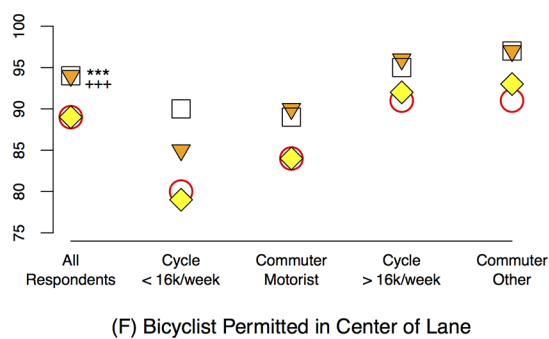 100
95
90
85
80
75
***
+++
All
Respondents
Cycle
< 16k/week
Commuter
Motorist
Cycle
> 16k/week
Commuter
Other
(F) Bicyclist Permitted in Center of Lane